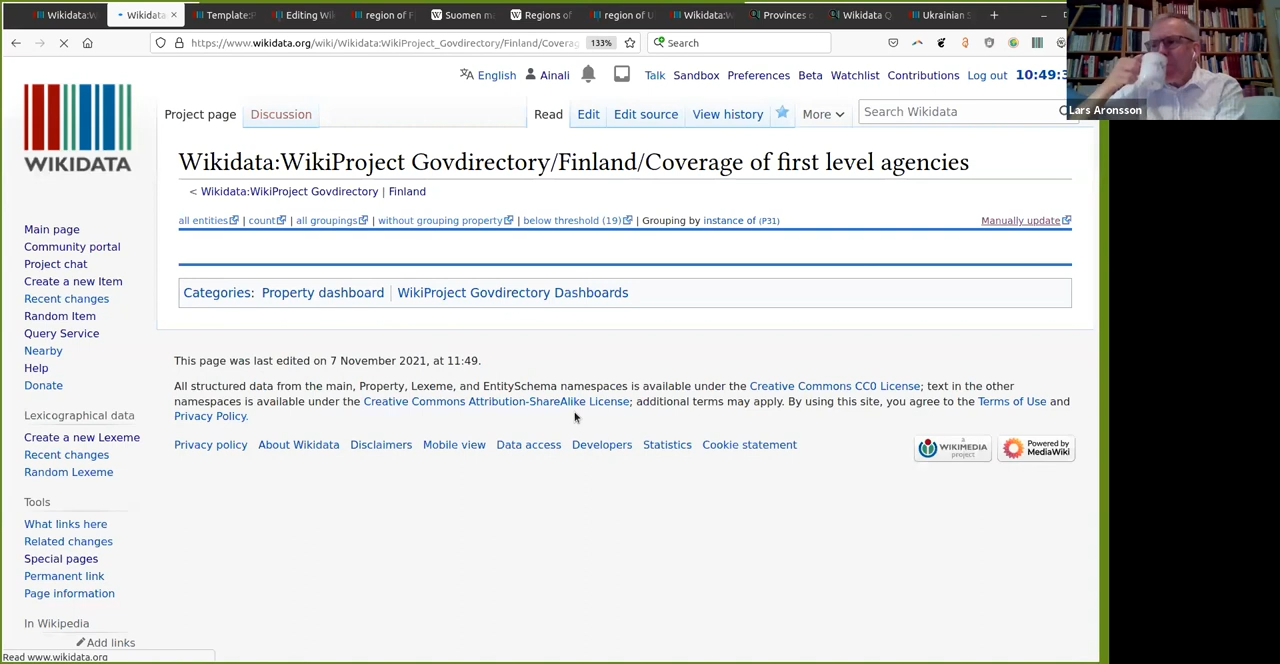 Wikidata:W
Wikidata:
Template:
Editing Wi
region of F
Suomen m
Regions of
region of U
Wikidata:W
Provinces
Wikidata Q
Ukrainian S
https://www.wikidata.org/wiki/Wikidata:WikiProject_Govdirectory/Finland/Coverag
133%
Search
Lars Aronsson
English
Ainali
Talk
Sandbox
Preferences
Beta
Watchlist
Contributions
Log out
10:49:3
WIKIDATA
Project page
Discussion
Read
Edit
Edit source
View history
More
Search Wikidata
Wikidata:WikiProject Govdirectory/Finland/Coverage of first level agencies
< Wikidata:WikiProject Govdirectory | Finland
all entities | count | all groupings | without grouping property | below threshold (19) | Grouping by instance of (P31)
Manually update
Categories: Property dashboard | WikiProject Govdirectory Dashboards
This page was last edited on 7 November 2021, at 11:49.
All structured data from the main, Property, Lexeme, and EntitySchema namespaces is available under the Creative Commons CC0 License; text in the other
namespaces is available under the Creative Commons Attribution-ShareAlike License; additional terms may apply. By using this site, you agree to the Terms of Use and
Privacy Policy.
Privacy policy
About Wikidata
Disclaimers
Mobile view
Data access
Developers
Statistics
Cookie statement
a
WIKIMEDIA
project
Powered by
MediaWiki
Main page
Community portal
Project chat
Create a new Item
Recent changes
Random Item
Query Service
Nearby
Help
Donate
Lexicographical data
Create a new Lexeme
Recent changes
Random Lexeme
Tools
What links here
Related changes
Special pages
Permanent link
Page information
In Wikipedia
Add links
Read www.wikidata.org